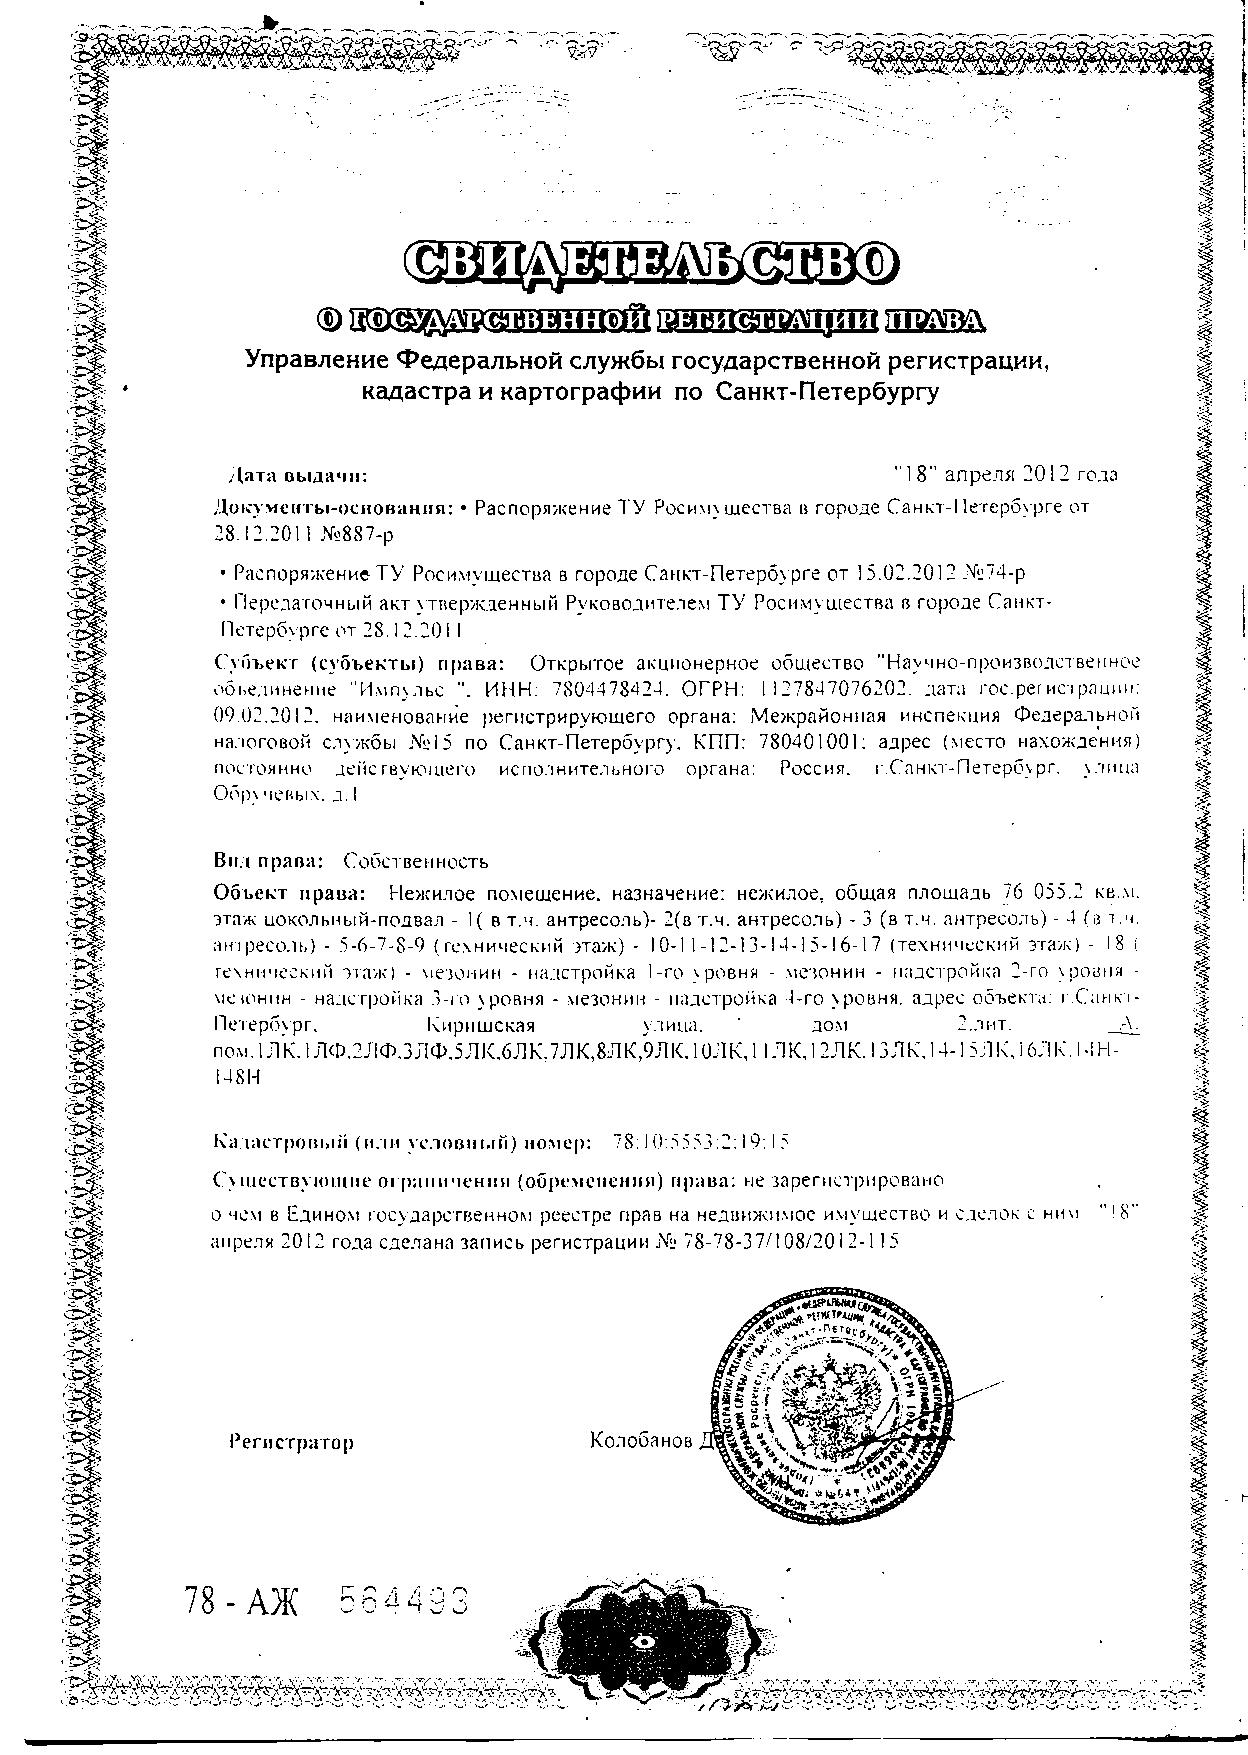 СВИДЕТЕЛЬСТВО
О ГОСУДАРСТВЕННОЙ РЕГИСТРАЦИИ ПРАВА
Управление Федеральной службы государственной регистрации,
кадастра и картографии по Санкт-Петербургу
Дата выдачи: "18" апреля 2012 года
Документы-основания: • Распоряжение ТУ Росимущества в городе Санкт-Петербурге от
28.12.2011 №887-р
• Распоряжение ТУ Росимущества в городе Санкт-Петербурге от 15.02.2012 №74-р
• Передаточный акт утвержденный Руководителем ТУ Росимущества в городе Санкт-
Петербурге от 28.12.2011
Субъект (субъекты) права: Открытое акционерное общество "Научно-производственное
объединение "Импульс ", ИНН: 7804478424, ОГРН: 1127847076202, дата гос.регистрации:
09.02.2012, наименование регистрирующего органа: Межрайонная инспекция Федеральной
налоговой службы №15 по Санкт-Петербургу, КПП: 780401001; адрес (место нахождения)
постоянно действующего исполнительного органа: Россия, г.Санкт-Петербург, улица
Обручевых, д.1
Вид права: Собственность
Объект права: Нежилое помещение, назначение: нежилое, общая площадь 76 055,2 кв.м,
этаж цокольный-подвал - 1( в т.ч. антресоль)- 2(в т.ч. антресоль) - 3 (в т.ч. антресоль) - 4 (в т.ч.
антресоль) - 5-6-7-8-9 (технический этаж) - 10-11-12-13-14-15-16-17 (технический этаж) - 18 (
технический этаж) - мезонин - надстройка 1-го уровня - мезонин - надстройка 2-го уровня -
мезонин - надстройка 3-го уровня - мезонин - надстройка 4-го уровня, адрес объекта: г.Санкт-
Петербург, Киришская улица, дом 2,лит. А,
пом.1ЛК,1ЛФ,2ЛФ,3ЛФ,5ЛК,6ЛК,7ЛК,8ЛК,9ЛК,10ЛК,11ЛК,12ЛК,13ЛК,14-15ЛК,16ЛК,14Н-
148Н
Кадастровый (или условный) номер: 78:10:5553:2:19:15
Существующие ограничения (обременения) права: не зарегистрировано
о чем в Едином государственном реестре прав на недвижимое имущество и сделок с ним "18"
апреля 2012 года сделана запись регистрации № 78-78-37/108/2012-115
Регистратор Колобанов Д
78 - АЖ 564493